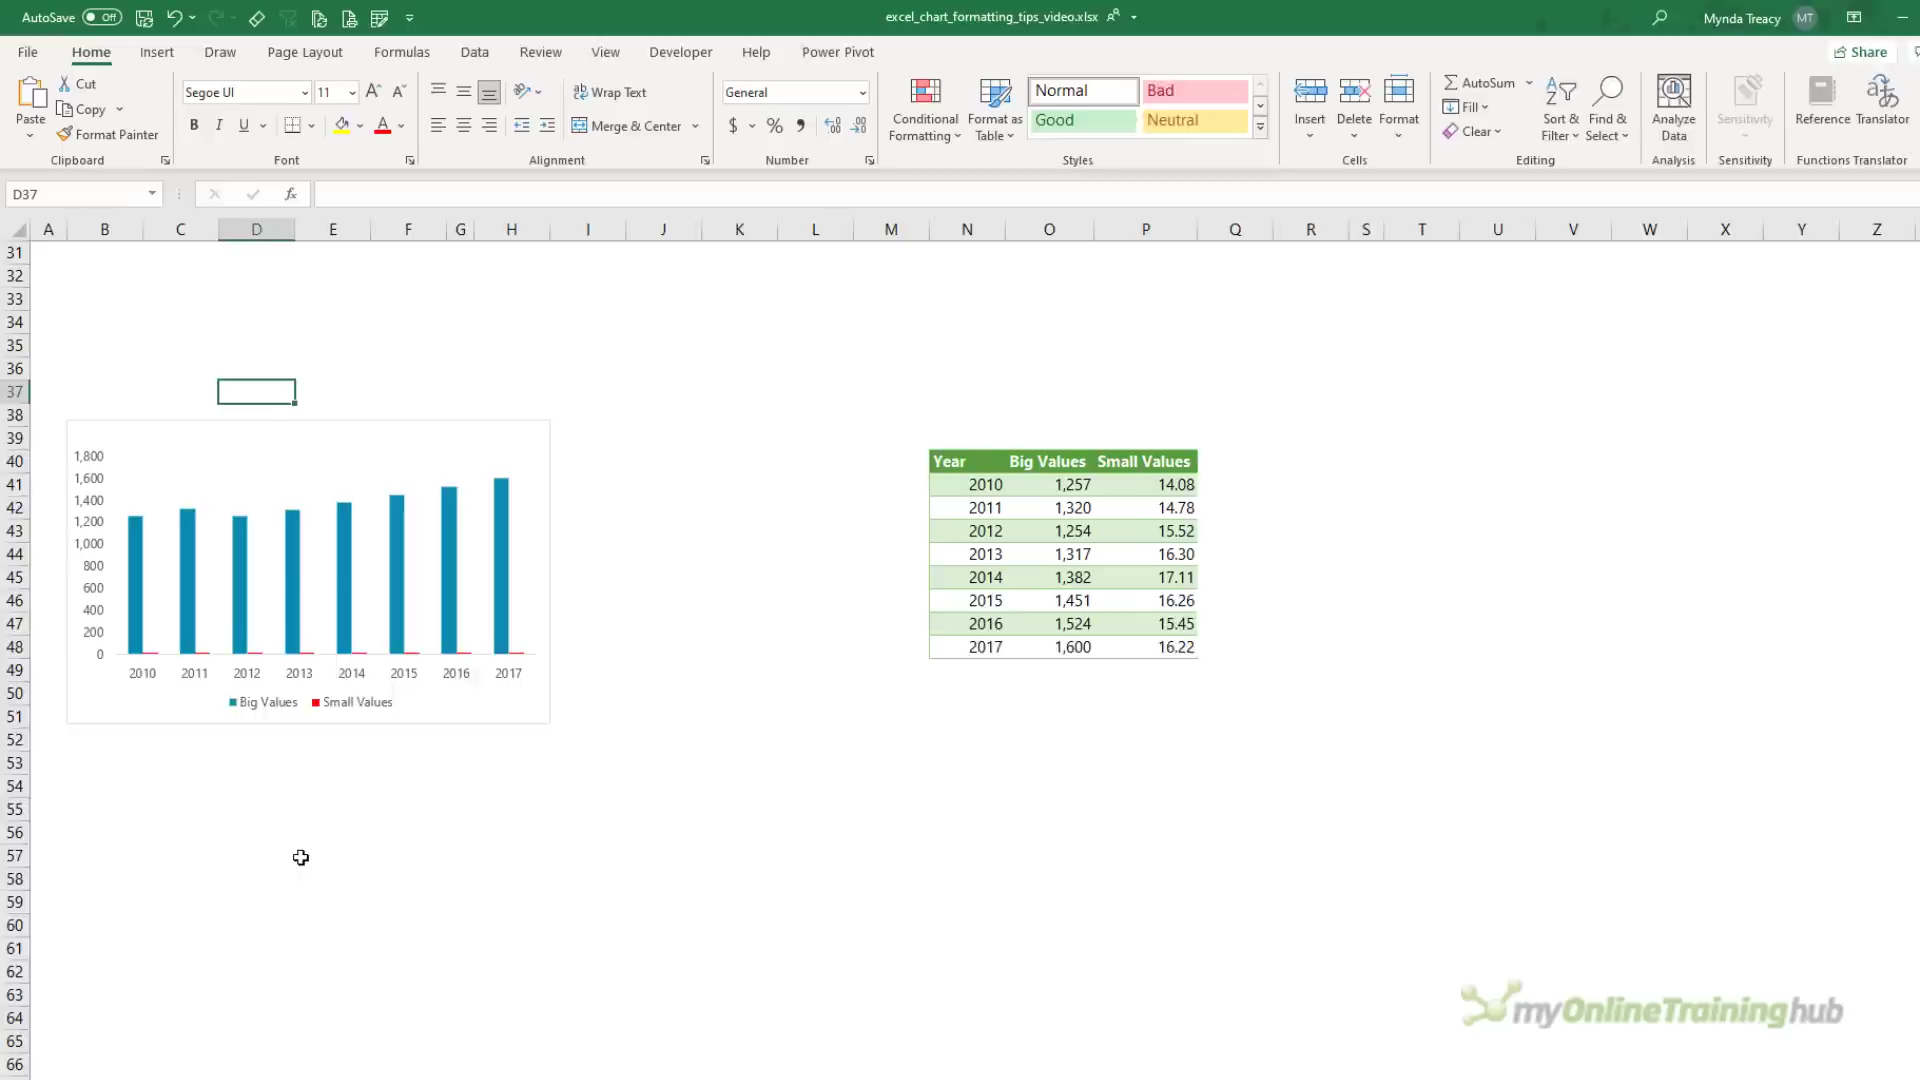 AutoSave Off excel_chart_formatting_tips_video.xlsx Mynda Treacy MT
File Home Insert Draw Page Layout Formulas Data Review View Developer Help Power Pivot Share
Paste Cut Copy Format Painter Clipboard
Segoe UI 11 B I U A Font
ab Wrap Text Merge & Center Alignment
General $ % , Number
Conditional Formatting Format as Table Normal Bad Good Neutral Styles
Insert Delete Format Cells
AutoSum Fill Clear Sort & Filter Find & Select Editing
Analyze Data Analysis
Sensitivity Sensitivity
Reference Translator Functions Translator
D37 fx
A B C D E F G H I J K L M N O P Q R S T U V W X Y Z
31
32
33
34
35
36
37
38
39
40
41
42
43
44
45
46
47
48
49
50
51
52
53
54
55
56
57
58
59
60
61
62
63
64
65
66
1,800
1,600
1,400
1,200
1,000
800
600
400
200
0
2010 2011 2012 2013 2014 2015 2016 2017
Big Values Small Values
Year Big Values Small Values
2010 1,257 14.08
2011 1,320 14.78
2012 1,254 15.52
2013 1,317 16.30
2014 1,382 17.11
2015 1,451 16.26
2016 1,524 15.45
2017 1,600 16.22
myOnlineTraininghub